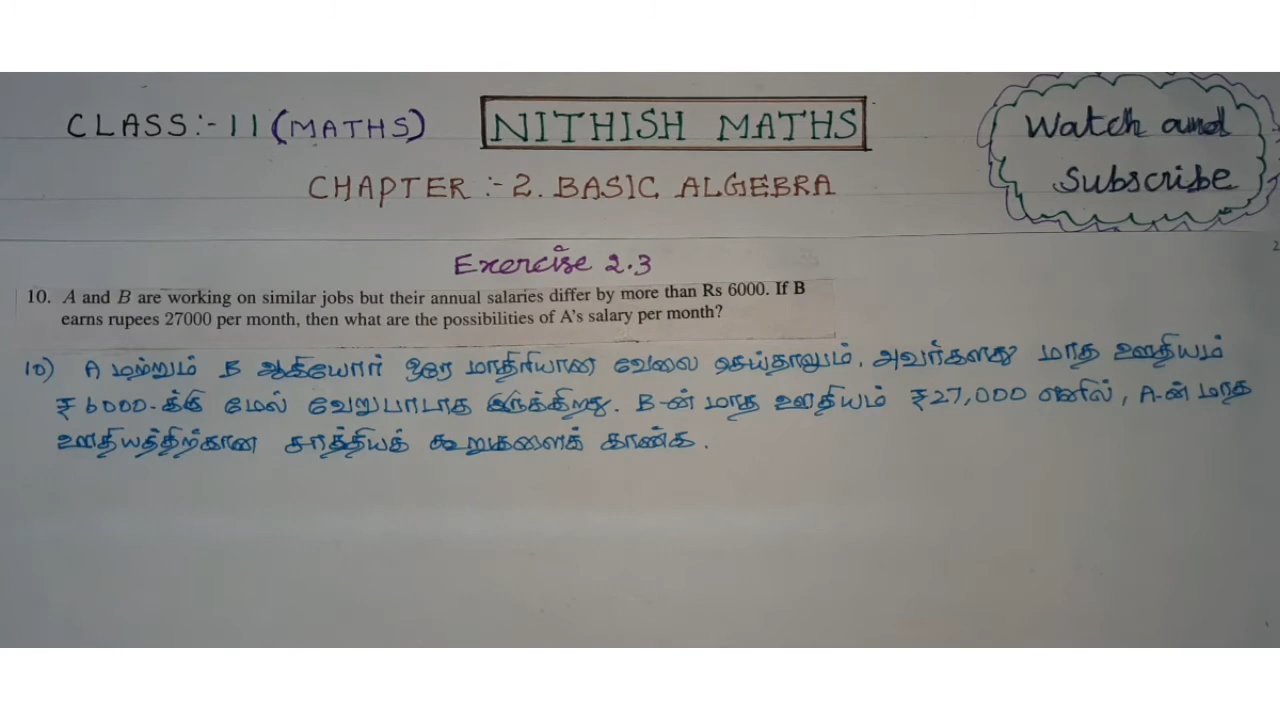 CLASS:- 11 (MATHS)
NITHISH MATHS
Watch and
Subscribe
CHAPTER :- 2. BASIC ALGEBRA
Exercise 2.3
10. A and B are working on similar jobs but their annual salaries differ by more than Rs 6000. If B
earns rupees 27000 per month, then what are the possibilities of A's salary per month?
10) A மற்றும் B ஆகியோர் ஒரே மாதிரியான வேலை செய்தாலும், அவர்களது மாத ஊதியம்
₹ 6000-க்கு மேல் வேறுபாடாக இருக்கிறது. B-ன் மாத ஊதியம் ₹27,000 எனில், A-ன் மாத
ஊதியத்திற்கான சாத்தியக் கூறுகளைக் காண்க.
2